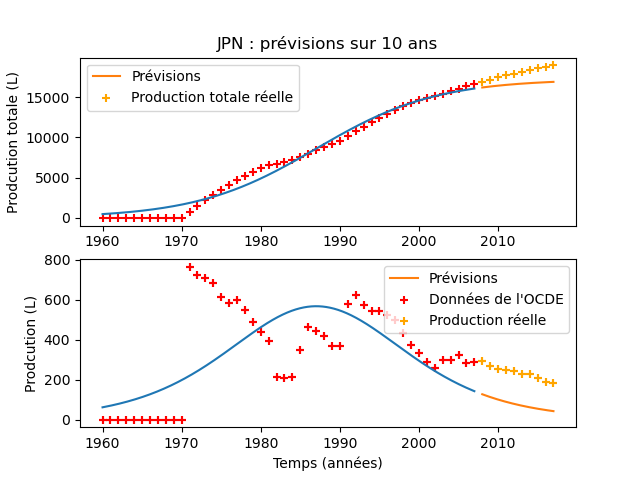 JPN : prévisions sur 10 ans
Prodcution totale (L)
15000
10000
5000
0
Prévisions
Production totale réelle
1960 1970 1980 1990 2000 2010
Prodcution (L)
800
600
400
200
0
Prévisions
Données de l'OCDE
Production réelle
1960 1970 1980 1990 2000 2010
Temps (années)